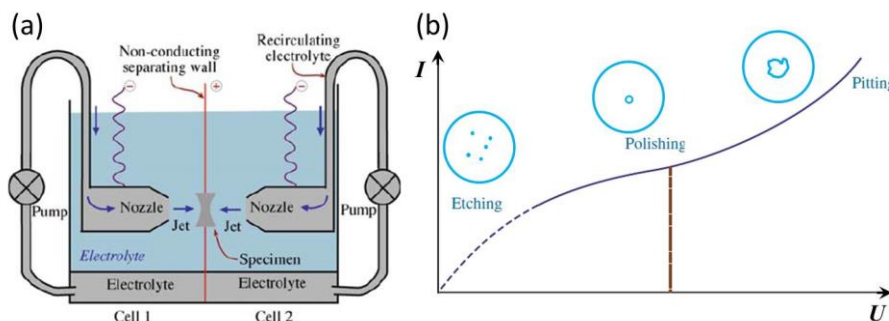 (a)
Non-conducting
separating wall
Recirculating
electrolyte
−
+
−
Pump
Nozzle
Jet
Jet
Nozzle
Pump
Electrolyte
Specimen
Electrolyte
Electrolyte
Cell 1
Cell 2
(b)
I
Etching
Polishing
Pitting
U